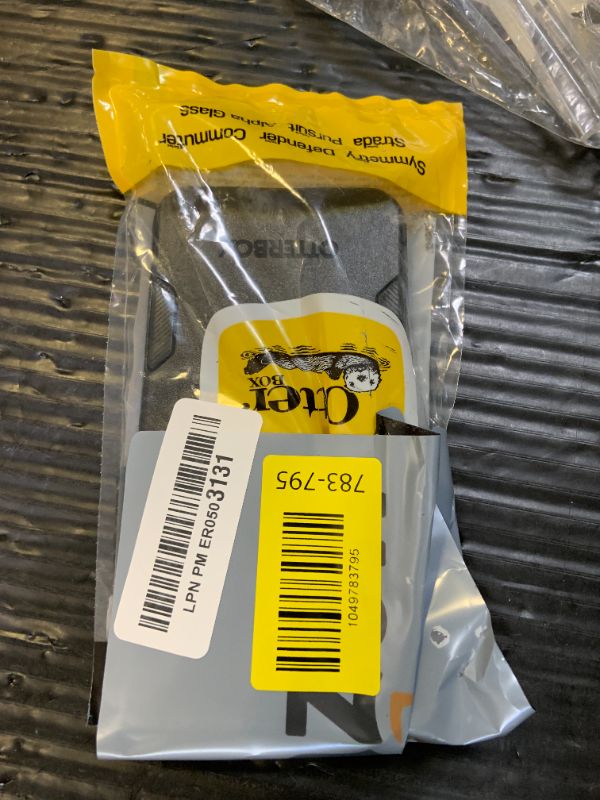 Symmetry Defender Commuter
Strada Pursuit Alpha Glass
OTTERBOX
Otter
BOX
LPN PM ER0503131
783-795
1049783795